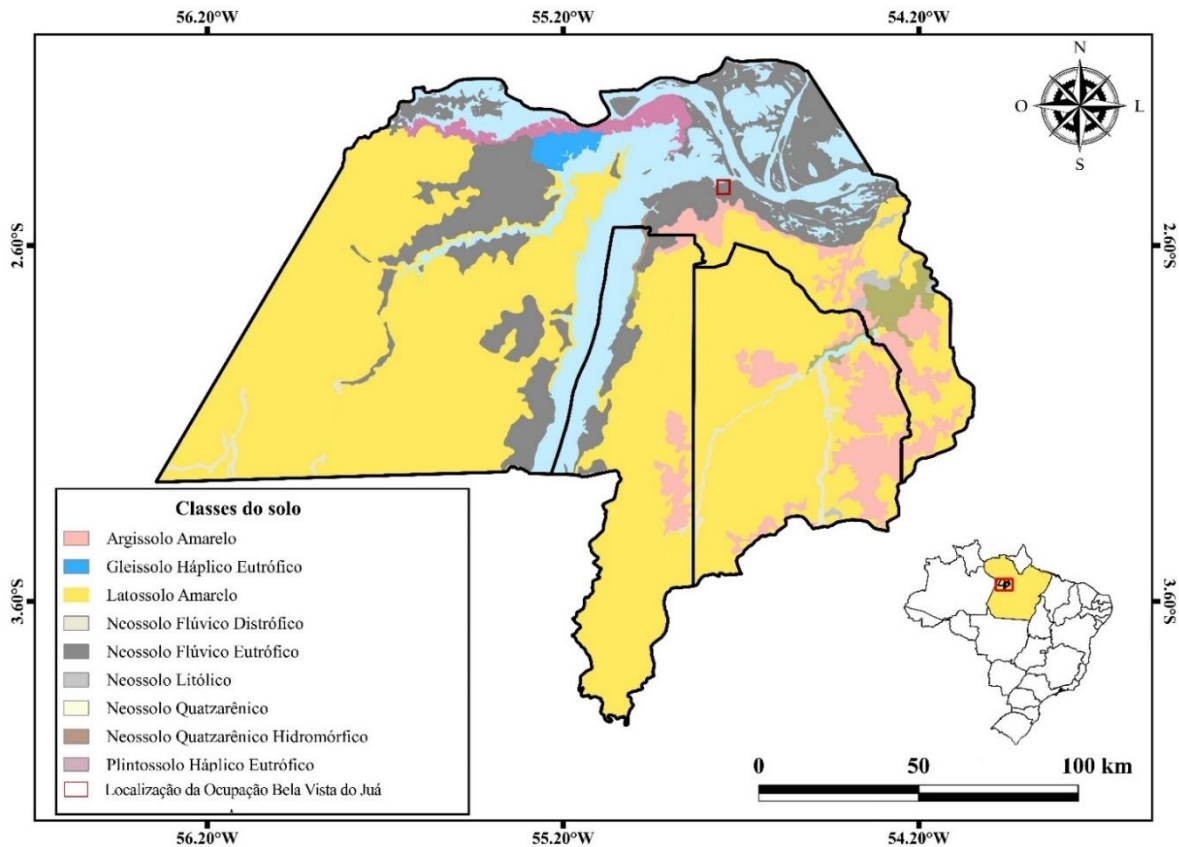 56.20°W 55.20°W 54.20°W
N
O L
S
2.60°S 2.60°S
Classes do solo
Argissolo Amarelo
Gleissolo Háplico Eutrófico
Latossolo Amarelo
Neossolo Flúvico Distrófico
Neossolo Flúvico Eutrófico
Neossolo Litólico
Neossolo Quatzarênico
Neossolo Quatzarênico Hidromórfico
Plintossolo Háplico Eutrófico
Localização da Ocupação Bela Vista do Juá
3.60°S 3.60°S
0 50 100 km
56.20°W 55.20°W 54.20°W